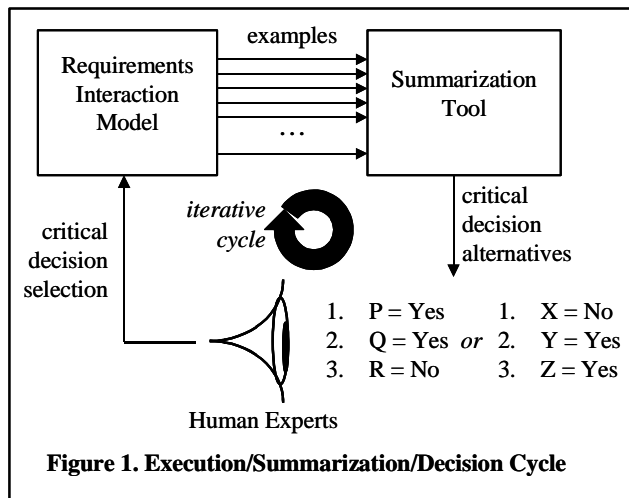 examples
Requirements
Interaction
Model
Summarization
Tool
…
iterative
cycle
critical
decision
selection
critical
decision
alternatives
1. P = Yes
2. Q = Yes
3. R = No
or
1. X = No
2. Y = Yes
3. Z = Yes
Human Experts
Figure 1. Execution/Summarization/Decision Cycle